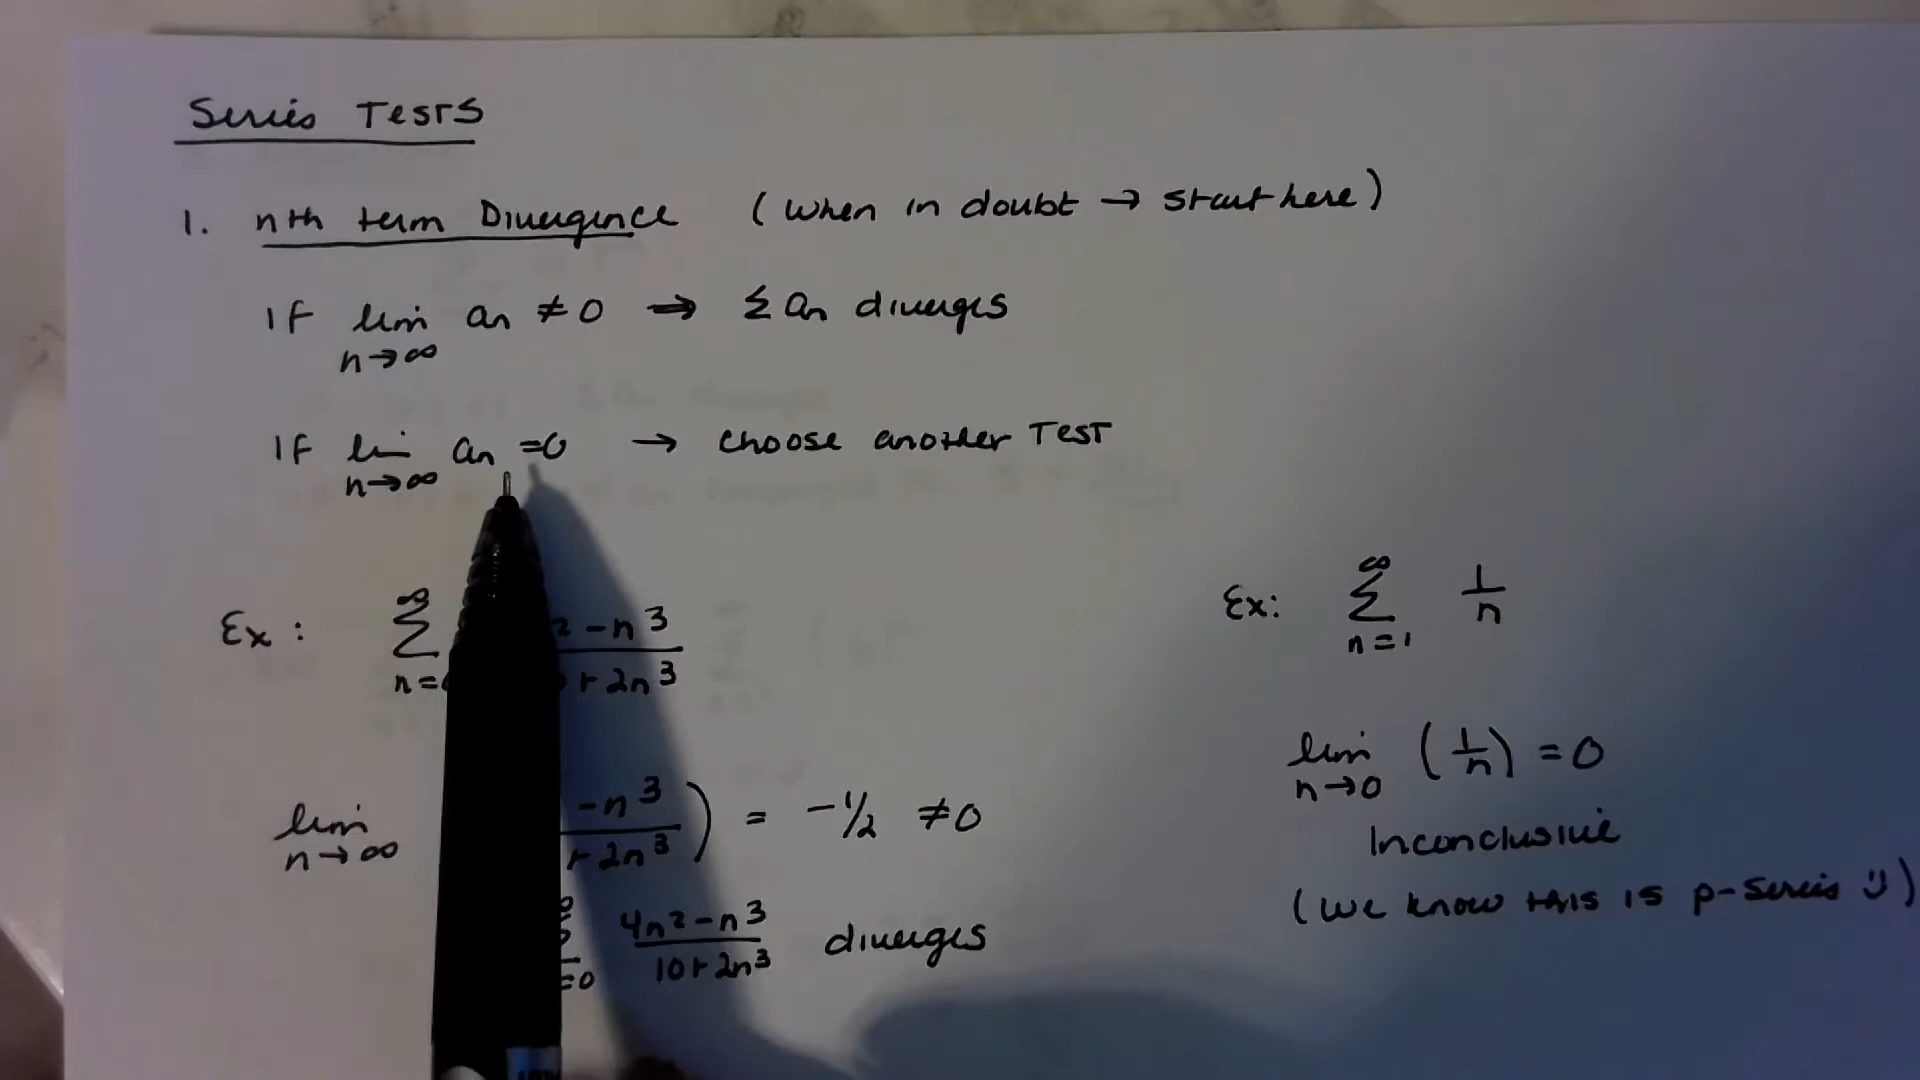 Series Tests
1. nth term Divergence (when in doubt → start here)
If lim n→∞ an ≠ 0 → Σ an diverges
If lim n→∞ an = 0 → choose another Test
Ex: ∞ Σ n= ² - n³ / + 2n³
Ex: ∞ Σ n=1 1/n
lim n→∞ - n³ / + 2n³ ) = -1/2 ≠ 0
lim n→0 (1/n) = 0
Inconclusive
(we know this is p-series :))
=0 4n² - n³ / 10 + 2n³ diverges